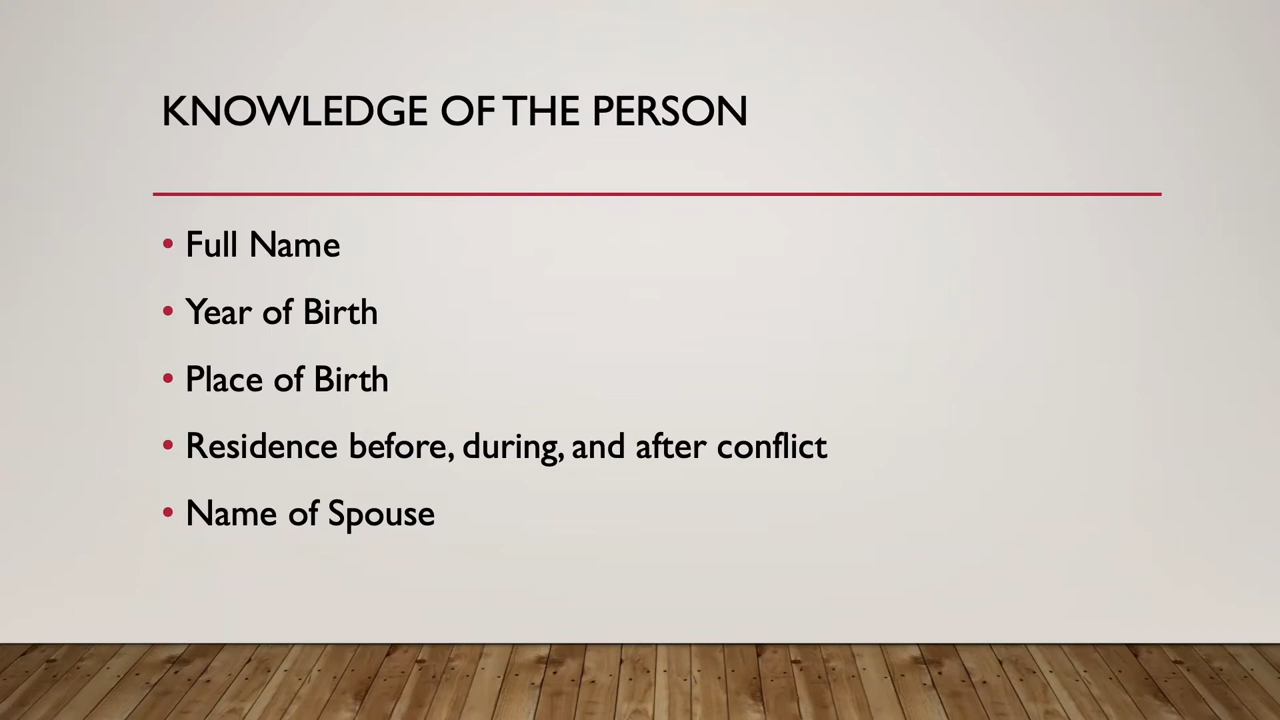 KNOWLEDGE OF THE PERSON
• Full Name
• Year of Birth
• Place of Birth
• Residence before, during, and after conflict
• Name of Spouse